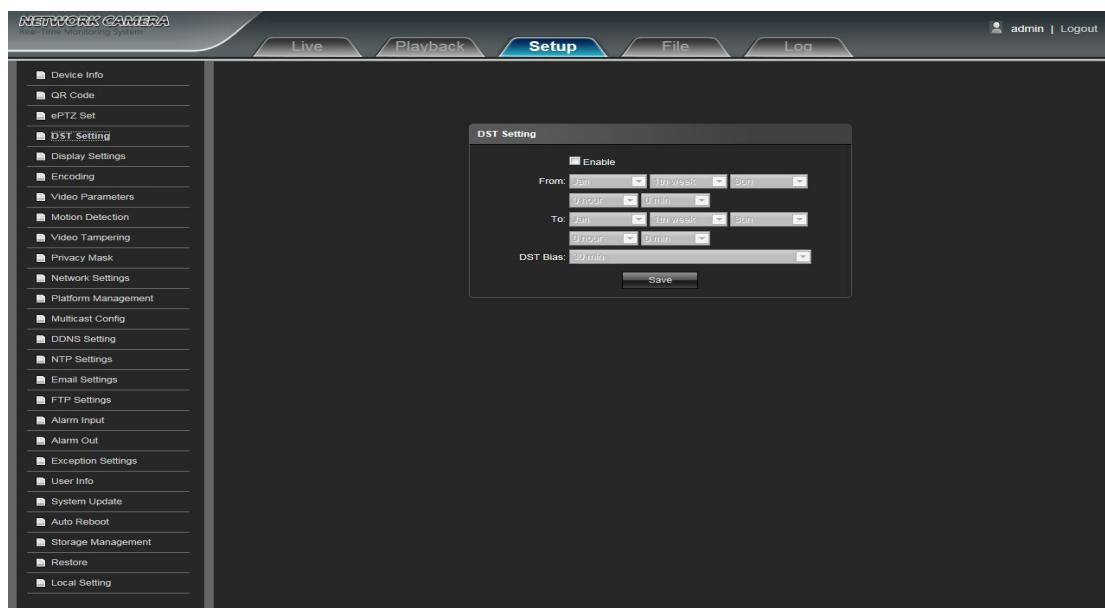 NETWORK CAMERA
Real-Time Monitoring System
admin | Logout
Live Playback Setup File Log
Device Info
QR Code
ePTZ Set
DST Setting
Display Settings
Encoding
Video Parameters
Motion Detection
Video Tampering
Privacy Mask
Network Settings
Platform Management
Multicast Config
DDNS Setting
NTP Settings
Email Settings
FTP Settings
Alarm Input
Alarm Out
Exception Settings
User Info
System Update
Auto Reboot
Storage Management
Restore
Local Setting
DST Setting
Enable
From: Jan 1th week Sun
0 hour 0 min
To: Jan 1th week Sun
0 hour 0 min
DST Bias: 30 min
Save